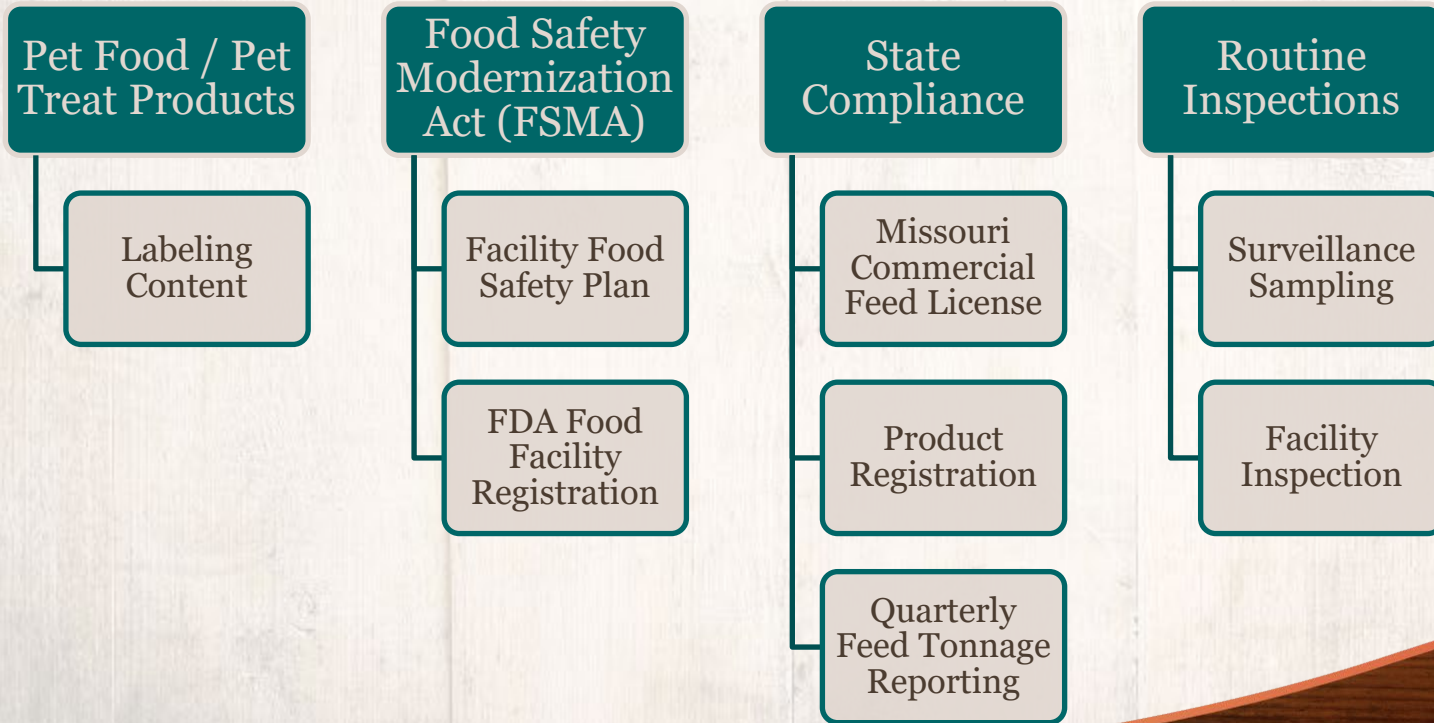 Pet Food / Pet
Treat Products
Labeling
Content
Food Safety
Modernization
Act (FSMA)
Facility Food
Safety Plan
FDA Food
Facility
Registration
State
Compliance
Missouri
Commercial
Feed License
Product
Registration
Quarterly
Feed Tonnage
Reporting
Routine
Inspections
Surveillance
Sampling
Facility
Inspection